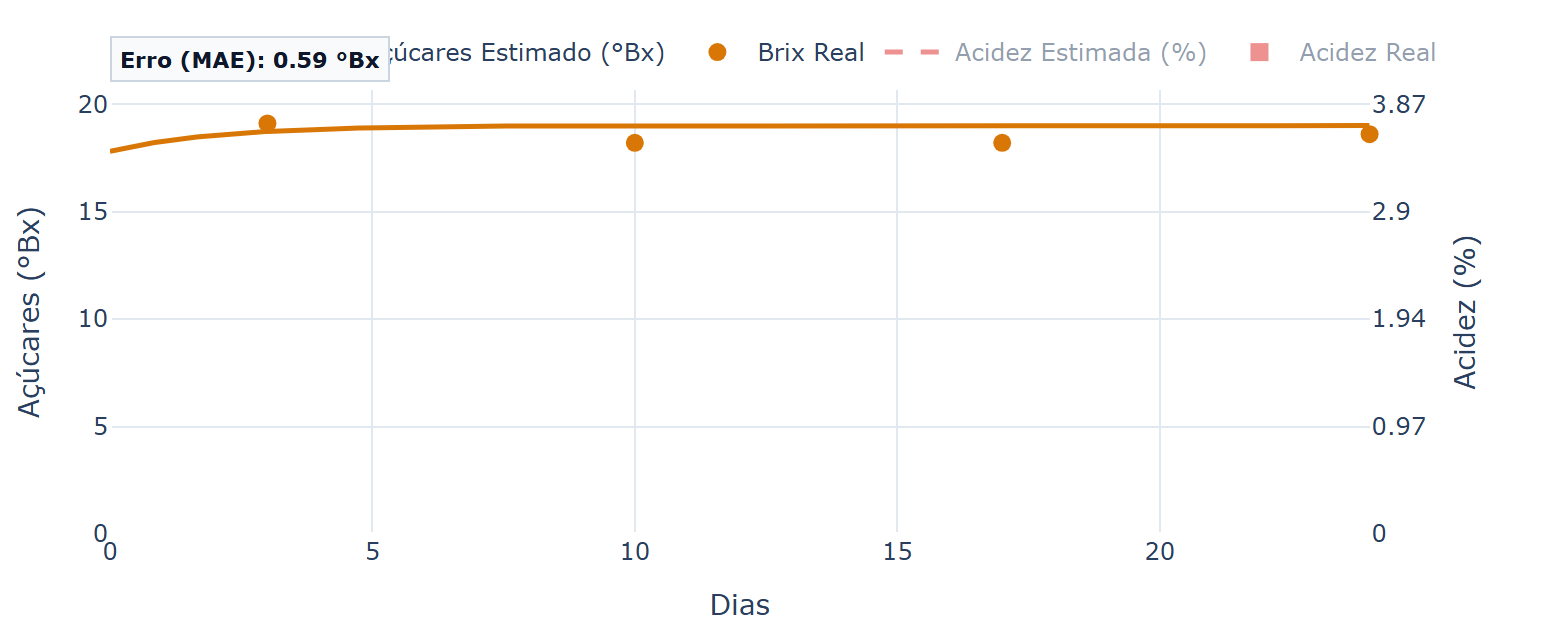 Erro (MAE): 0.59 °Bx
çúcares Estimado (°Bx)
Brix Real
Acidez Estimada (%)
Acidez Real
20
15
10
5
0
Açúcares (°Bx)
3.87
2.9
1.94
0.97
0
Acidez (%)
0
5
10
15
20
Dias